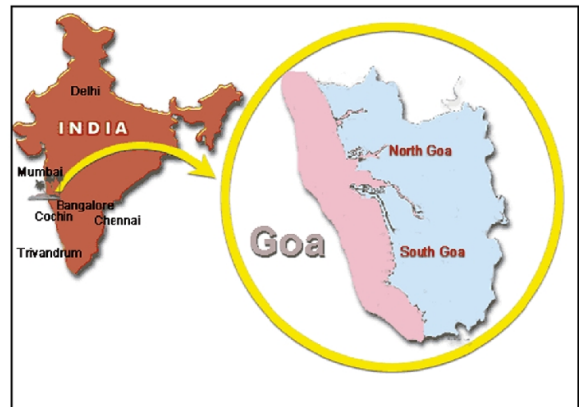 Delhi
INDIA
Mumbai
Bangalore
Cochin
Chennai
Trivandrum
Goa
North Goa
South Goa